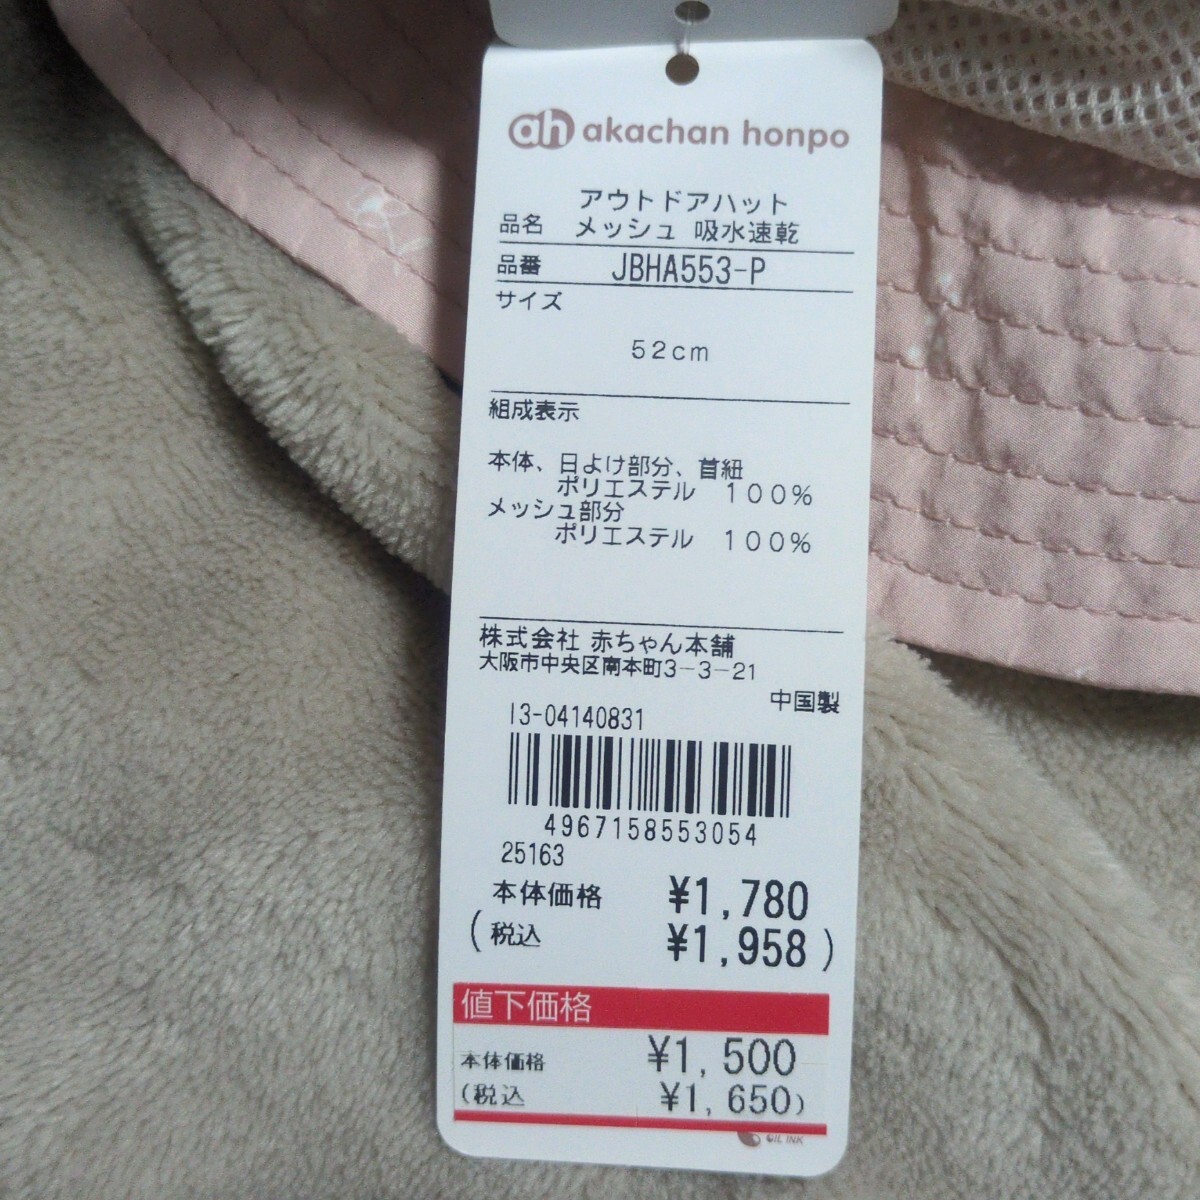 ah akachan honpo
アウトドアハット
品名 メッシュ 吸水速乾
品番 JBHA553-P
サイズ
52cm
組成表示
本体、日よけ部分、首紐
ポリエステル 100%
メッシュ部分
ポリエステル 100%
株式会社 赤ちゃん本舗
大阪市中央区南本町3-3-21
中国製
13-04140831
4967158553054
25163
本体価格 ¥1,780
(税込 ¥1,958)
値下価格
本体価格 ¥1,500
(税込 ¥1,650)
OIL INK